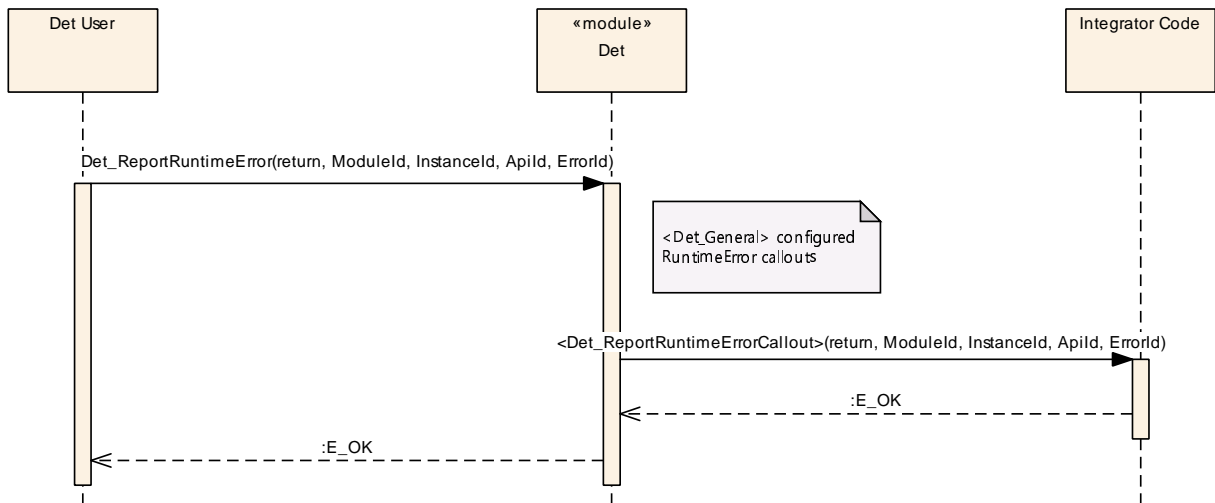 Det User
«module»
Det
Integrator Code
Det_ReportRuntimeError(return, ModuleId, InstanceId, ApiId, ErrorId)
<Det_General> configured
RuntimeError callouts
<Det_ReportRuntimeErrorCallout>(return, ModuleId, InstanceId, ApiId, ErrorId)
:E_OK
:E_OK